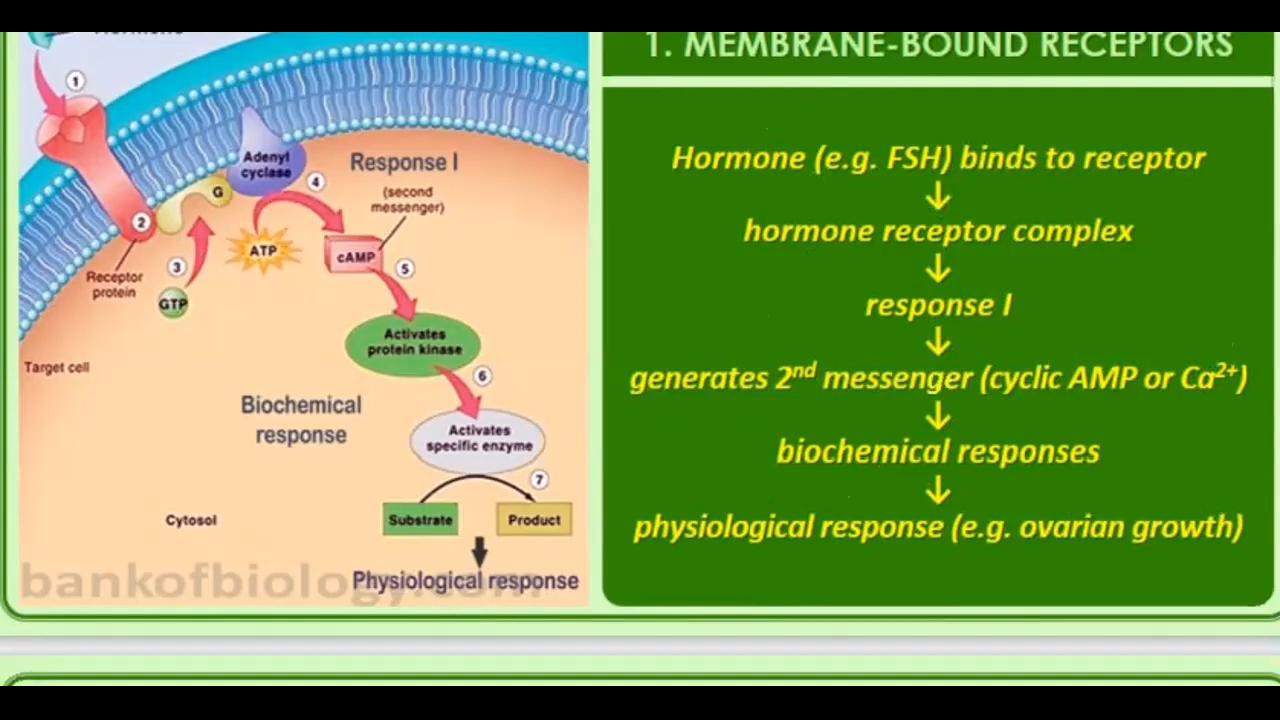 Hormone
1
Adenyl
cyclase
Response I
(second
messenger)
4
G
2
ATP
cAMP
3
5
Receptor
protein
GTP
Activates
protein kinase
Target cell
6
Biochemical
response
Activates
specific enzyme
7
Cytosol
Substrate
Product
Physiological response
bankofbiology.com
1. MEMBRANE-BOUND RECEPTORS
Hormone (e.g. FSH) binds to receptor
↓
hormone receptor complex
↓
response I
↓
generates 2nd messenger (cyclic AMP or Ca2+)
↓
biochemical responses
↓
physiological response (e.g. ovarian growth)